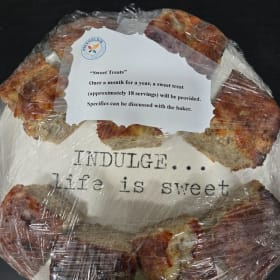 "Sweet Treats"
Once a month for a year, a sweet treat
(approximately 18 servings) will be provided.
Specifics can be discussed with the baker.
INDULGE...
life is sweet